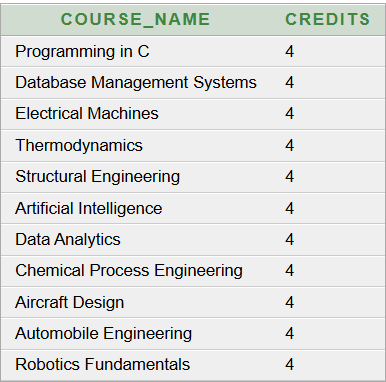 COURSE_NAME CREDITS
Programming in C 4
Database Management Systems 4
Electrical Machines 4
Thermodynamics 4
Structural Engineering 4
Artificial Intelligence 4
Data Analytics 4
Chemical Process Engineering 4
Aircraft Design 4
Automobile Engineering 4
Robotics Fundamentals 4